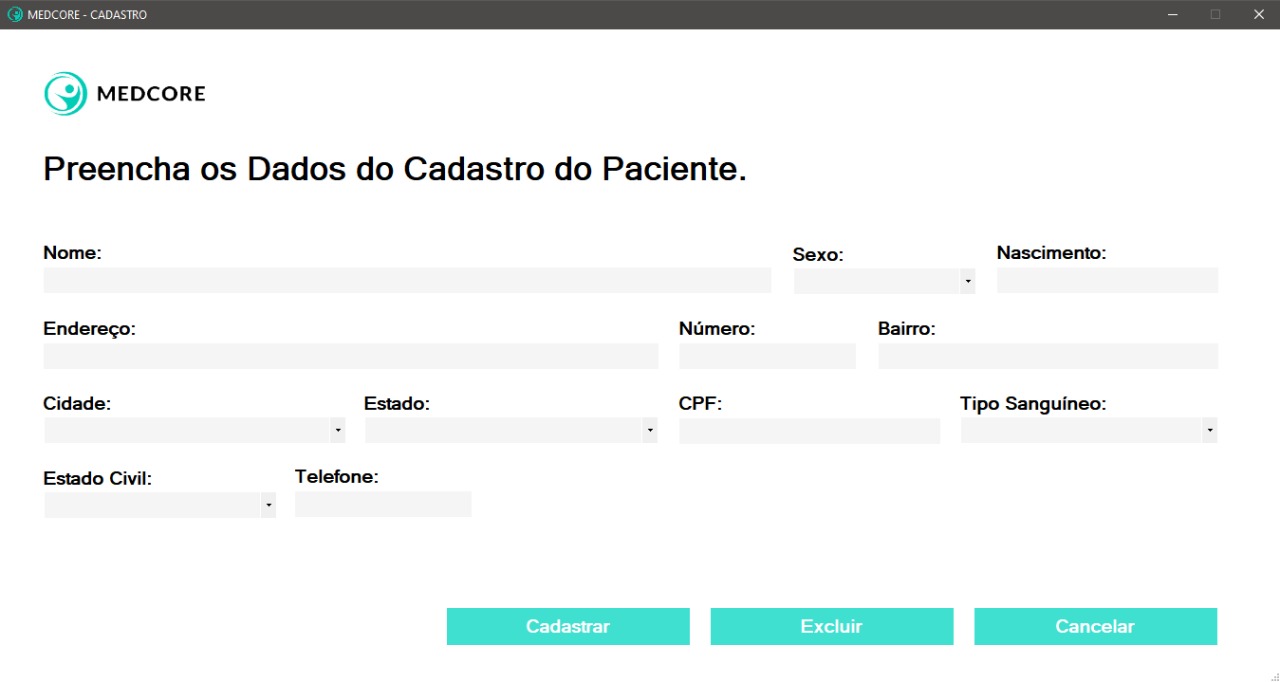 MEDCORE - CADASTRO
MEDCORE
Preencha os Dados do Cadastro do Paciente.
Nome: Sexo: Nascimento:
Endereço: Número: Bairro:
Cidade: Estado: CPF: Tipo Sanguíneo:
Estado Civil: Telefone:
Cadastrar Excluir Cancelar